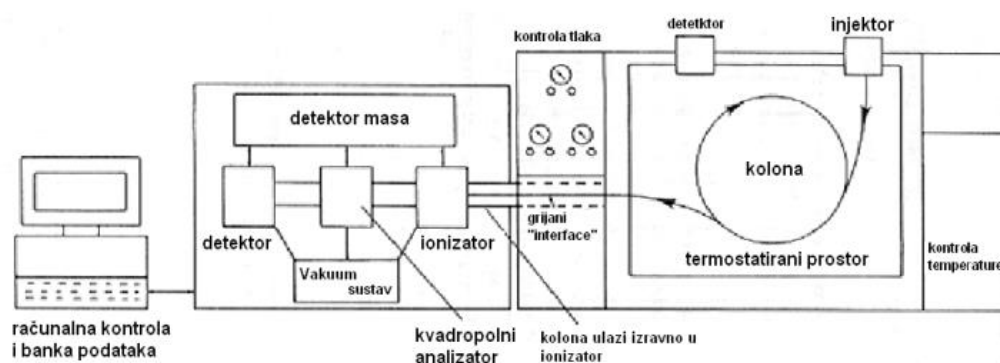 kontrola tlaka
detetktor
injektor
detektor masa
kolona
detektor
ionizator
grijani
"interface"
termostatirani prostor
kontrola
temperature
Vakuum
sustav
računalna kontrola
i banka podataka
kvadropolni
analizator
kolona ulazi izravno u
ionizator